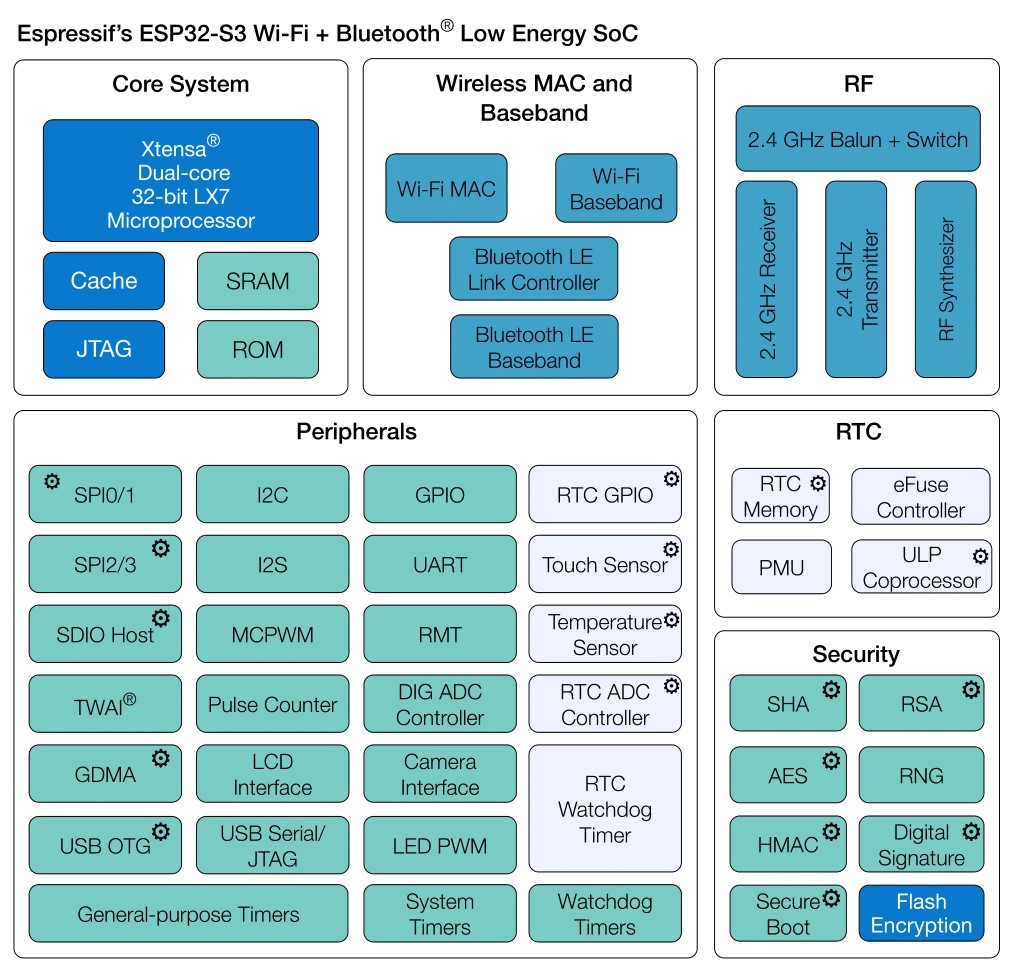 Espressif's ESP32-S3 Wi-Fi + Bluetooth® Low Energy SoC
Core System
Xtensa®
Dual-core
32-bit LX7
Microprocessor
Cache
SRAM
JTAG
ROM
Wireless MAC and
Baseband
Wi-Fi MAC
Wi-Fi
Baseband
Bluetooth LE
Link Controller
Bluetooth LE
Baseband
RF
2.4 GHz Balun + Switch
2.4 GHz Receiver
2.4 GHz
Transmitter
RF Synthesizer
Peripherals
SPI0/1
I2C
GPIO
RTC GPIO
SPI2/3
I2S
UART
Touch Sensor
SDIO Host
MCPWM
RMT
Temperature
Sensor
TWAI®
Pulse Counter
DIG ADC
Controller
RTC ADC
Controller
GDMA
LCD
Interface
Camera
Interface
RTC
Watchdog
Timer
USB OTG
USB Serial/
JTAG
LED PWM
General-purpose Timers
System
Timers
Watchdog
Timers
RTC
RTC
Memory
eFuse
Controller
PMU
ULP
Coprocessor
Security
SHA
RSA
AES
RNG
HMAC
Digital
Signature
Secure
Boot
Flash
Encryption